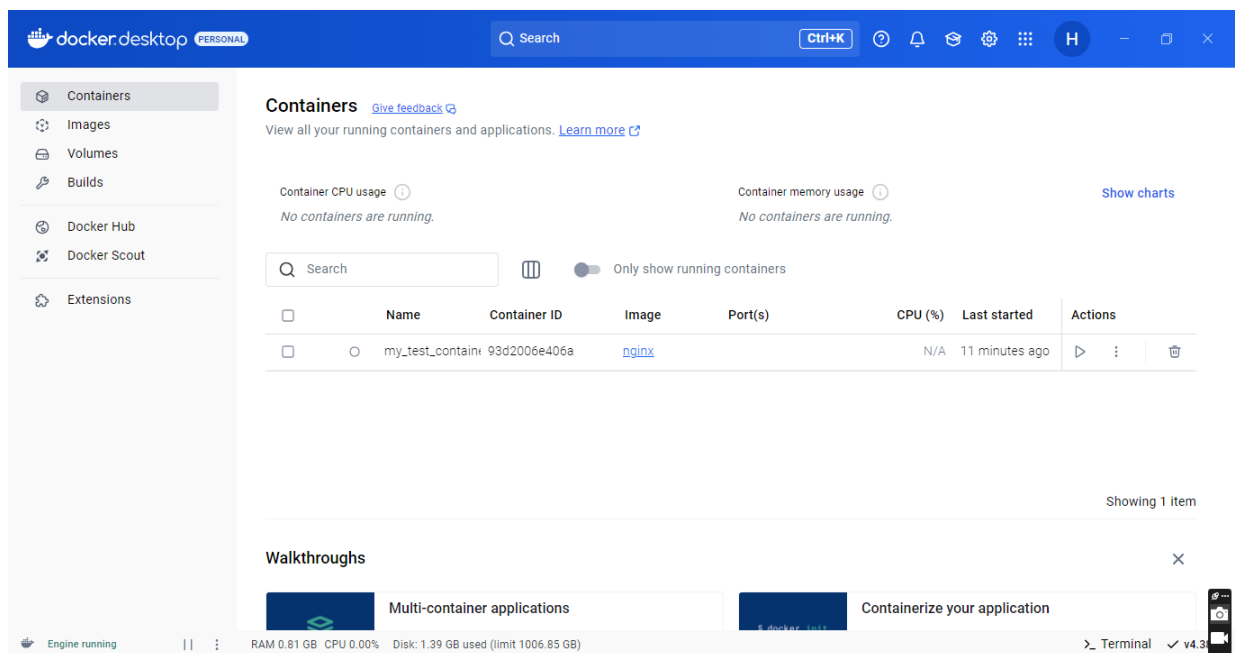 docker.desktop PERSONAL
Search
Ctrl+K
H
Containers
Images
Volumes
Builds
Docker Hub
Docker Scout
Extensions
Containers Give feedback
View all your running containers and applications. Learn more
Container CPU usage
No containers are running.
Container memory usage
No containers are running.
Show charts
Search
Only show running containers
Name Container ID Image Port(s) CPU (%) Last started Actions
my_test_containe 93d2006e406a nginx N/A 11 minutes ago
Showing 1 item
Walkthroughs
Multi-container applications
$ docker init
Containerize your application
Engine running
RAM 0.81 GB CPU 0.00% Disk: 1.39 GB used (limit 1006.85 GB)
Terminal